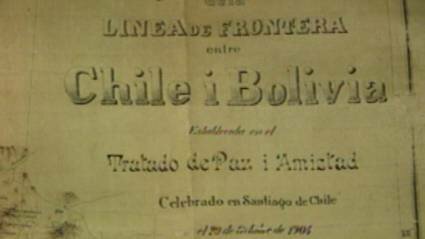 de la
LINEA DE FRONTERA
entre
Chile i Bolivia
Establecida en el
Tratado de Paz i Amistad
Celebrado en Santiago de Chile
el 20 de 1904